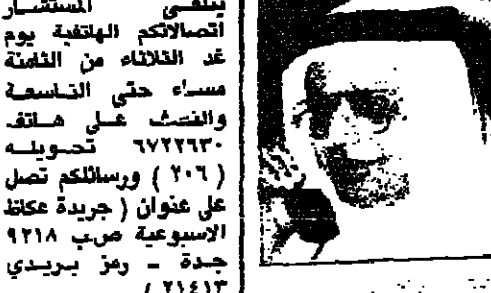 يتلقى المستشار
اتصالاتكم الهاتفية يوم
غد الثلاثاء من الثامنة
مساء حتى التاسعة
والنصف على هاتف
٦٧٢٢٦٣٠ تحويله
( ٢٠٦ ) ورسائلكم تصل
على عنوان ( جريدة عكاظ
الاسبوعية ص.ب ٩٢١٨
جدة - رمز بريدي
٢١٤١٣ )